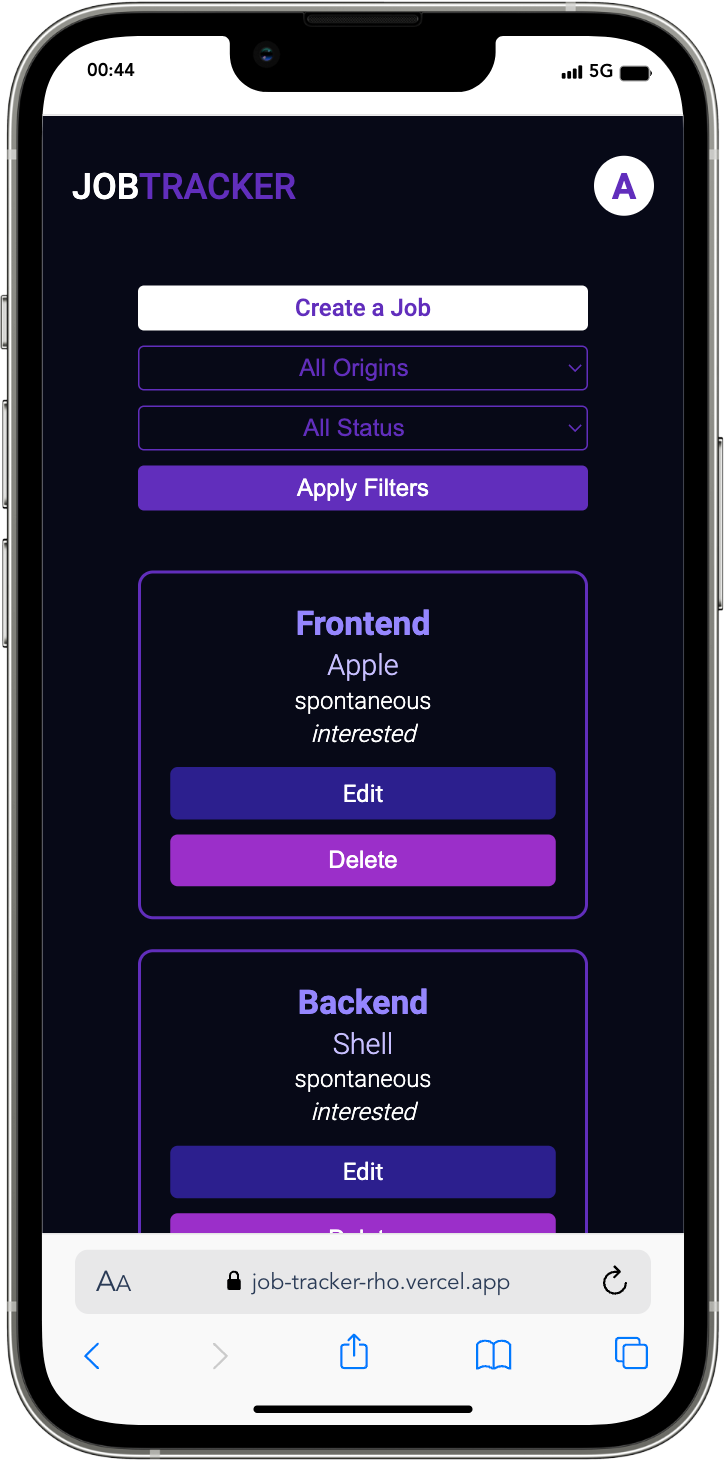 00:44 5G
JOBTRACKER A
Create a Job
All Origins
All Status
Apply Filters
Frontend
Apple
spontaneous
interested
Edit
Delete
Backend
Shell
spontaneous
interested
Edit
AA job-tracker-rho.vercel.app